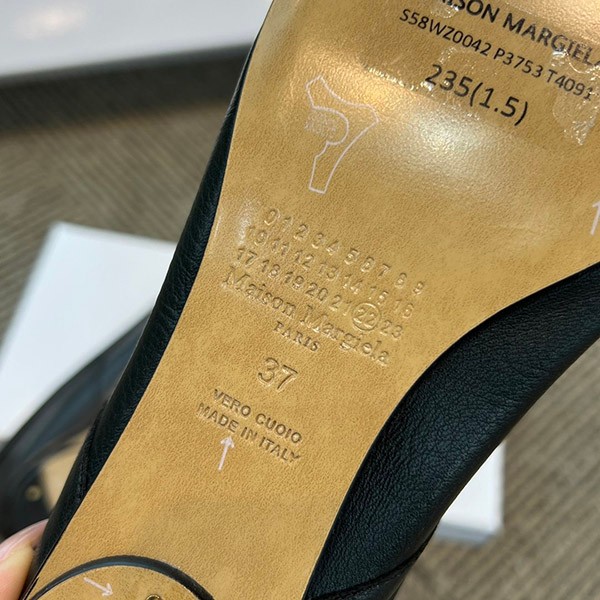 SON MARGIELA
S58WZ0042 P3753 T4091
235(1.5)
0 1 2 3 4 5 6 7 8 9
10 11 12 13 14 15 16
17 18 19 20 21 22 23
Maison Margiela
PARIS
37
VERO CUOIO
MADE IN ITALY